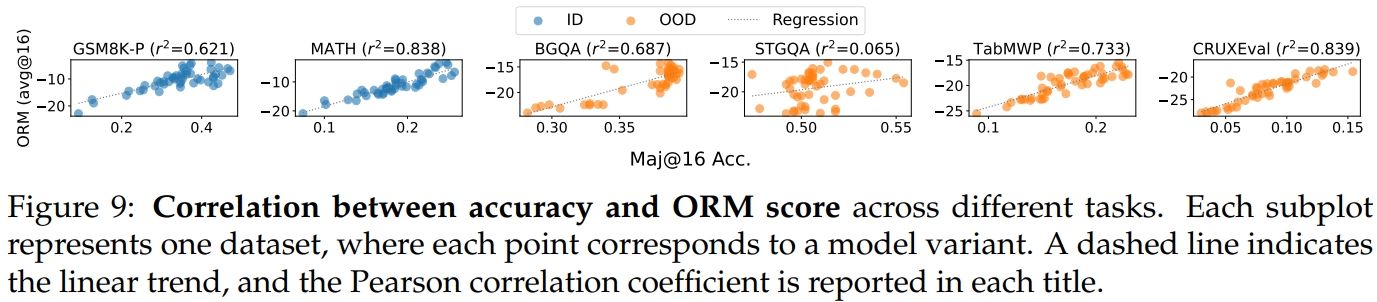 ID OOD Regression
GSM8K-P (r²=0.621) MATH (r²=0.838) BGQA (r²=0.687) STGQA (r²=0.065) TabMWP (r²=0.733) CRUXEval (r²=0.839)
ORM (avg@16)
−10 −20 0.2 0.4
−10 −20 0.1 0.2
−15 −20 0.30 0.35
−15 −20 0.50 0.55
−15 −20 −25 0.1 0.2
−20 −25 0.05 0.10 0.15
Maj@16 Acc.
Figure 9: Correlation between accuracy and ORM score across different tasks. Each subplot
represents one dataset, where each point corresponds to a model variant. A dashed line indicates
the linear trend, and the Pearson correlation coefficient is reported in each title.